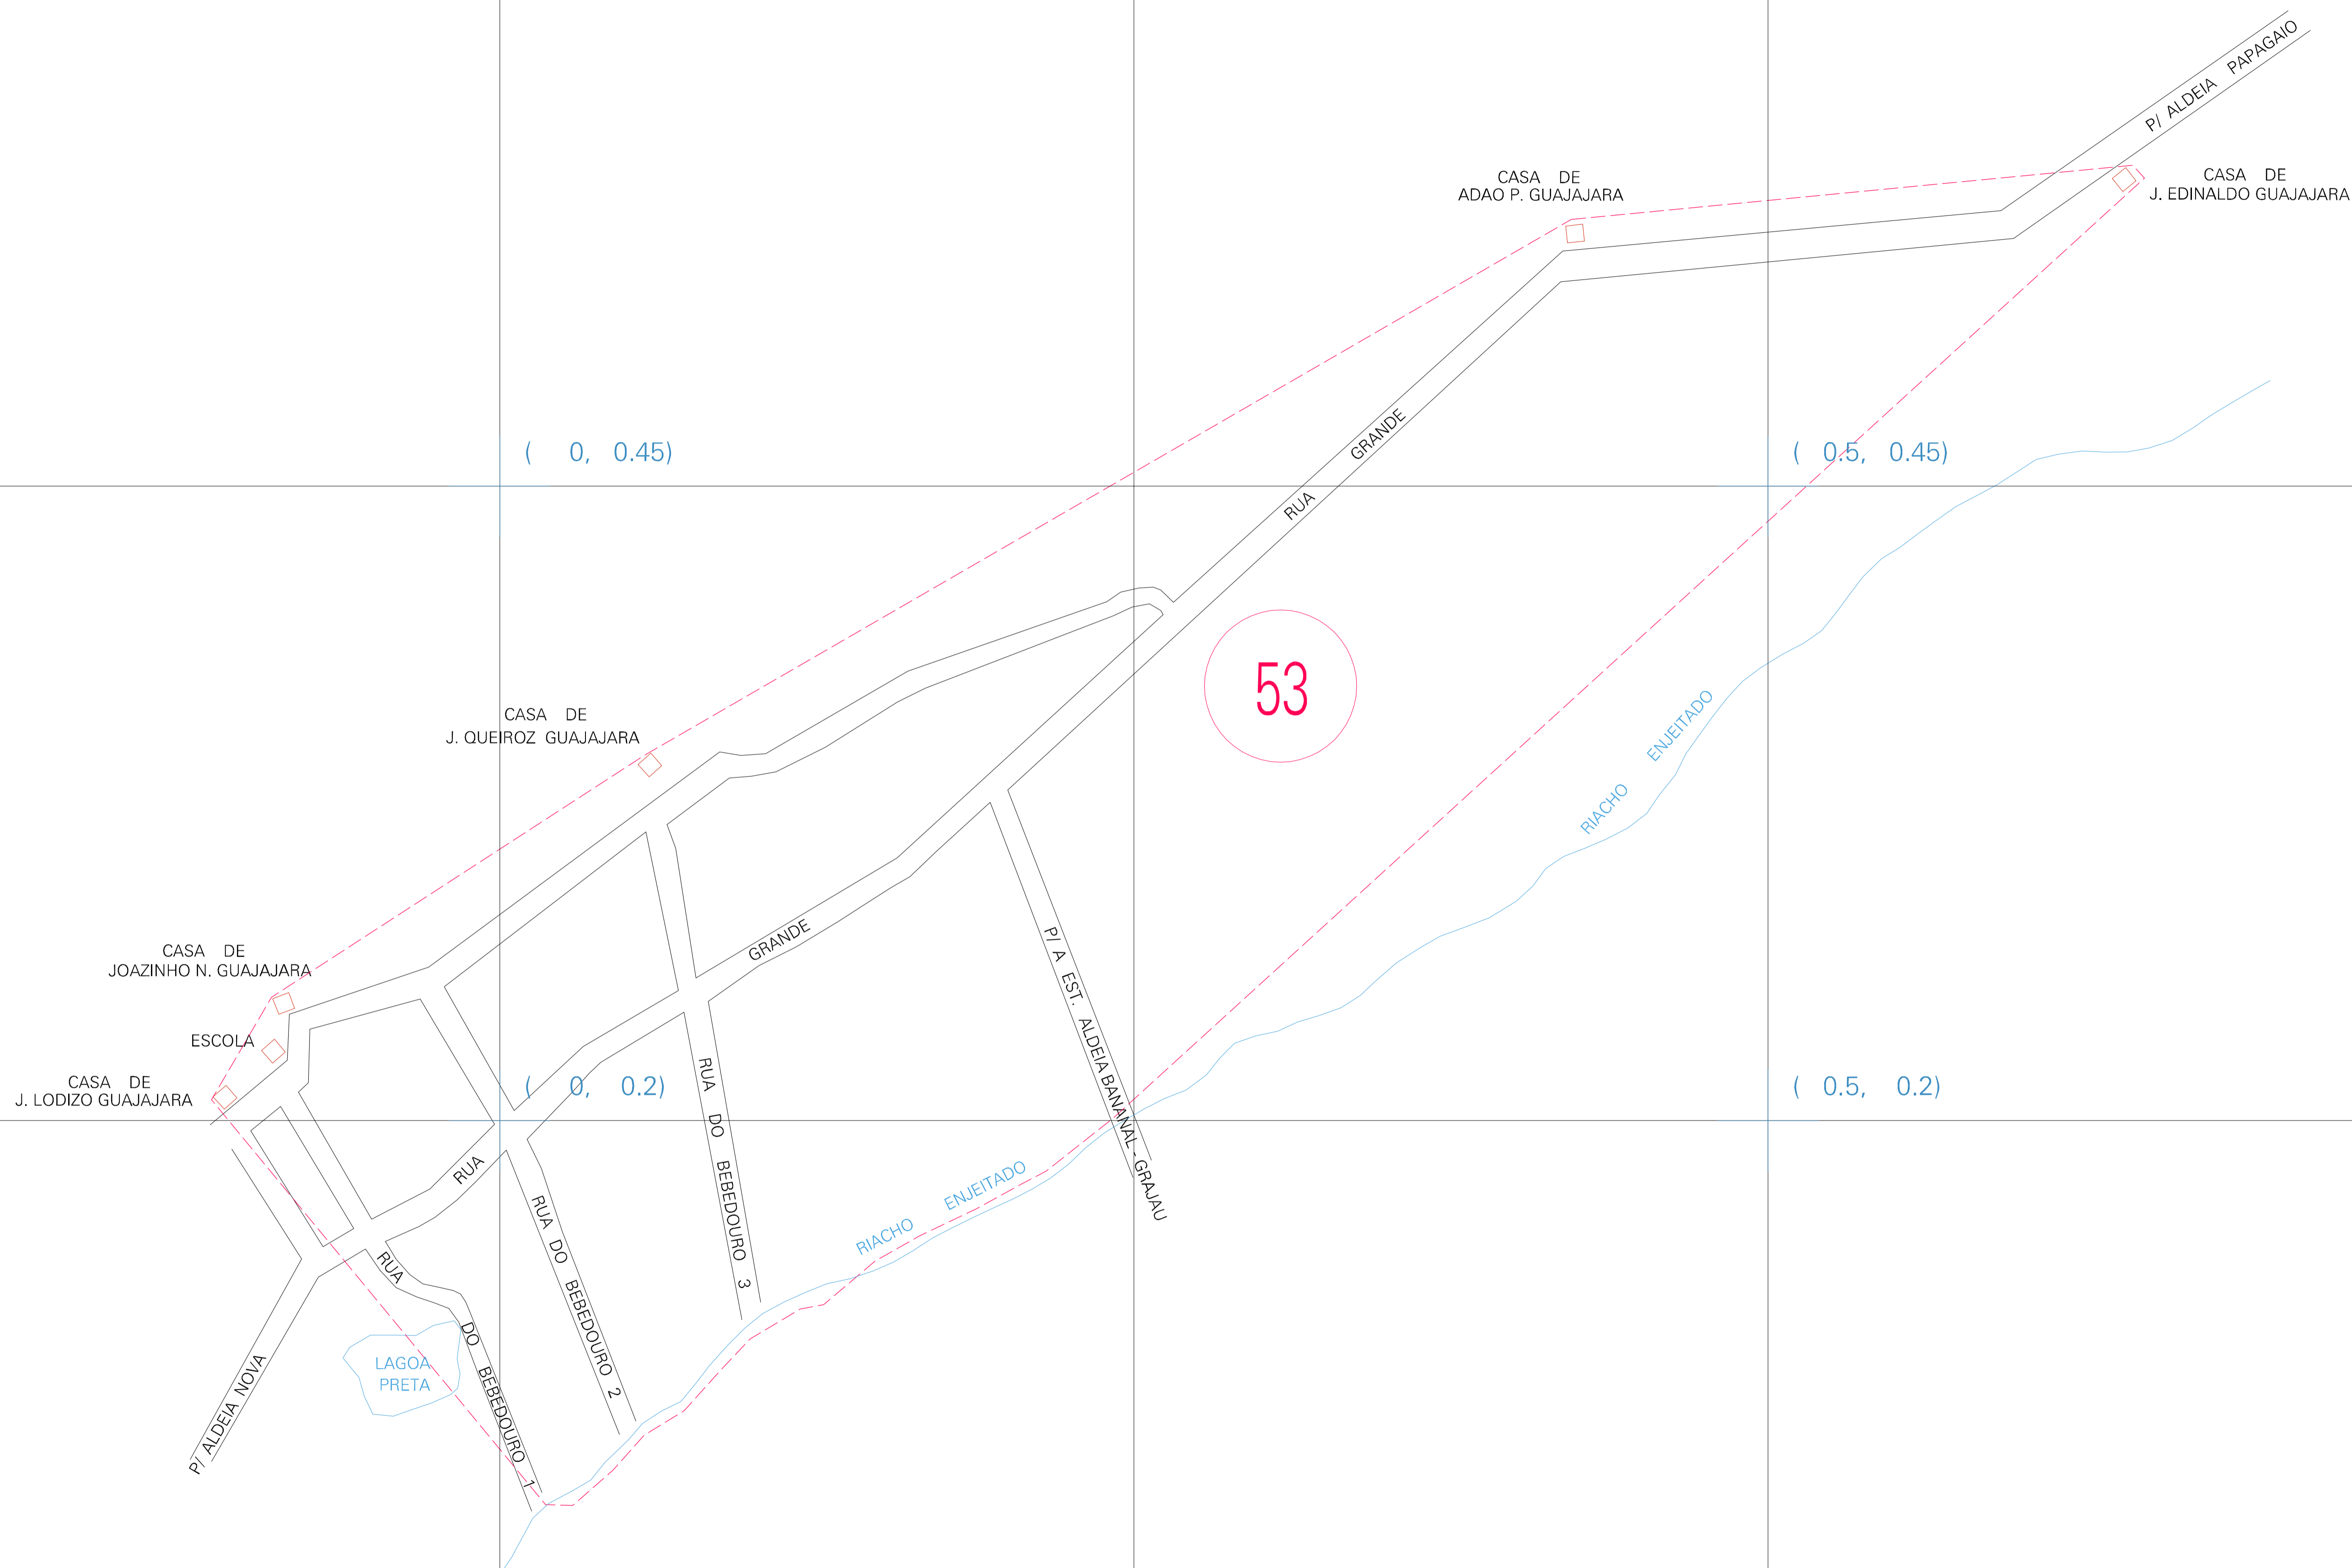 P/ ALDEIA PAPAGAIO
CASA DE
ADAO P. GUAJAJARA
CASA DE
J. EDINALDO GUAJAJARA
RUA GRANDE
( 0, 0.45)
( 0.5, 0.45)
53
CASA DE
J. QUEIROZ GUAJAJARA
RIACHO ENJEITADO
CASA DE
JOAZINHO N. GUAJAJARA
ESCOLA
CASA DE
J. LODIZO GUAJAJARA
RUA GRANDE
P/ A EST. ALDEIA BANANAL - GRAJAU
( 0, 0.2)
( 0.5, 0.2)
RUA DO BEBEDOURO 3
RUA DO BEBEDOURO 2
RUA DO BEBEDOURO 1
RIACHO ENJEITADO
LAGOA
PRETA
P/ ALDEIA NOVA